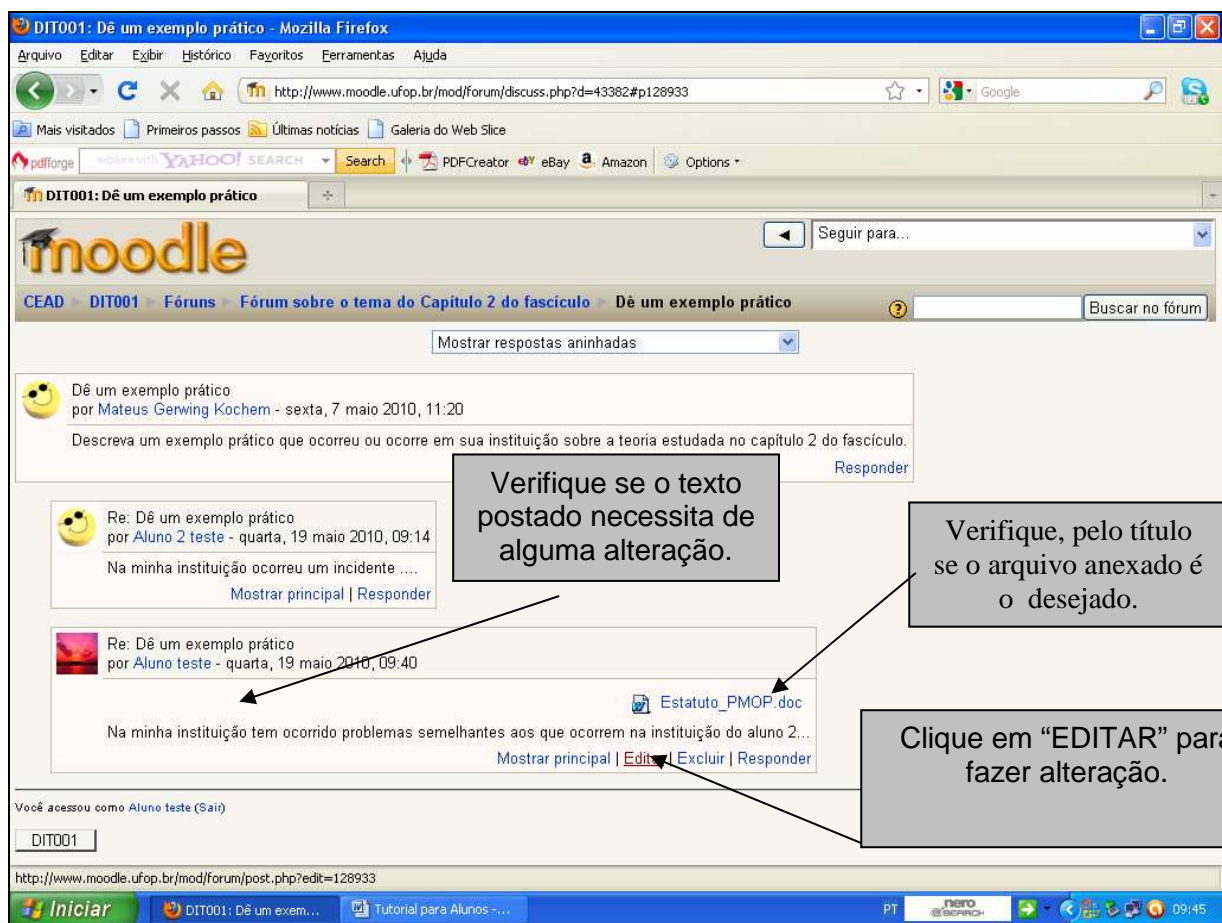 DIT001: Dê um exemplo prático - Mozilla Firefox
Arquivo Editar Exibir Histórico Favoritos Ferramentas Ajuda
http://www.moodle.ufop.br/mod/forum/discuss.php?d=43382#p128933
Google
Mais visitados Primeiros passos Últimas notícias Galeria do Web Slice
pdfforge YAHOO! SEARCH Search PDFCreator eBay Amazon Options
DIT001: Dê um exemplo prático
moodle
Seguir para...
CEAD DIT001 Fóruns Fórum sobre o tema do Capítulo 2 do fascículo Dê um exemplo prático
Buscar no fórum
Mostrar respostas aninhadas
Dê um exemplo prático
por Mateus Gerwing Kochem - sexta, 7 maio 2010, 11:20
Descreva um exemplo prático que ocorreu ou ocorre em sua instituição sobre a teoria estudada no capítulo 2 do fascículo.
Responder
Verifique se o texto
postado necessita de
alguma alteração.
Verifique, pelo título
se o arquivo anexado é
o desejado.
Re: Dê um exemplo prático
por Aluno 2 teste - quarta, 19 maio 2010, 09:14
Na minha instituição ocorreu um incidente ....
Mostrar principal | Responder
Re: Dê um exemplo prático
por Aluno teste - quarta, 19 maio 2010, 09:40
Estatuto_PMOP.doc
Na minha instituição tem ocorrido problemas semelhantes aos que ocorrem na instituição do aluno 2...
Mostrar principal | Editar | Excluir | Responder
Clique em “EDITAR” para
fazer alteração.
Você acessou como Aluno teste (Sair)
DIT001
http://www.moodle.ufop.br/mod/forum/post.php?edit=128933
Iniciar DIT001: Dê um exem... Tutorial para Alunos -... PT nero SEARCH 09:45